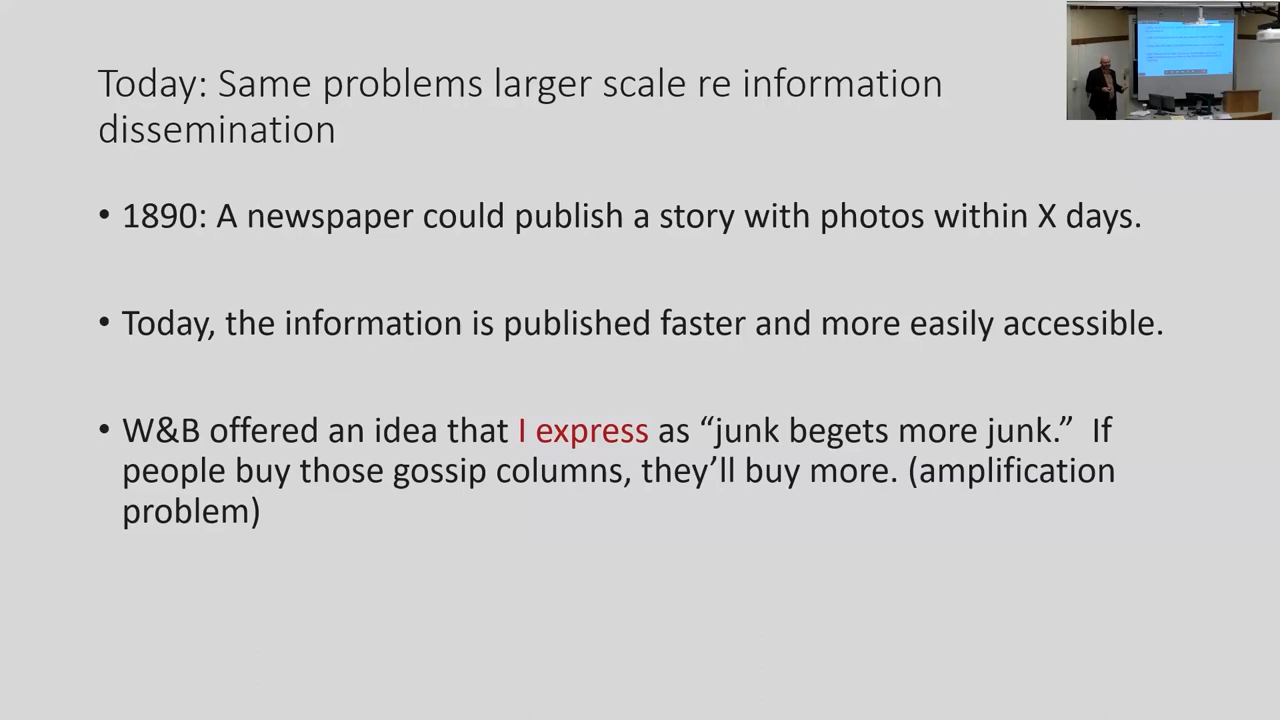 Today: Same problems larger scale re information
dissemination
• 1890: A newspaper could publish a story with photos within X days.
• Today, the information is published faster and more easily accessible.
• W&B offered an idea that I express as “junk begets more junk.”  If
people buy those gossip columns, they’ll buy more. (amplification
problem)